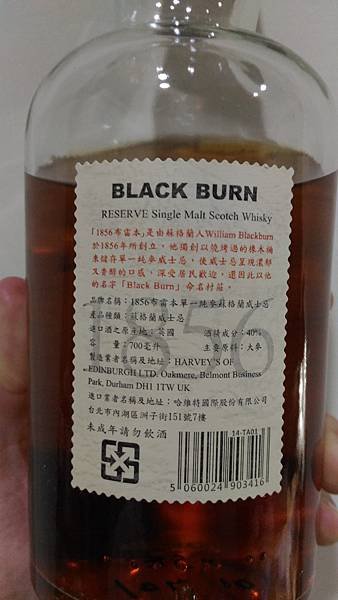 BLACK BURN
RESERVE Single Malt Scotch Whisky
「1856布雷本」是由蘇格蘭人William Blackburn
於1856年所創立，他獨創以燒烤過的橡木桶
來儲存單一純麥威士忌，使威士忌呈現濃郁
又香醇的口感，深受居民歡迎，還因此以他
的名字「Black Burn」命名村莊。
1856
品牌名稱：1856布雷本單一純麥蘇格蘭威士忌
產品種類：蘇格蘭威士忌
進口酒之原產地：英國 酒精成分：40%
容 量：700毫升 主要原料：大麥
製造業者名稱及地址：HARVEY'S OF
EDINBURGH LTD. Oakmere, Belmont Business
Park, Durham DH1 1TW UK
進口業者名稱及地址：哈維特國際股份有限公司
台北市內湖區洲子街151號7樓
未成年請勿飲酒
14-TA01
5 060024 903416